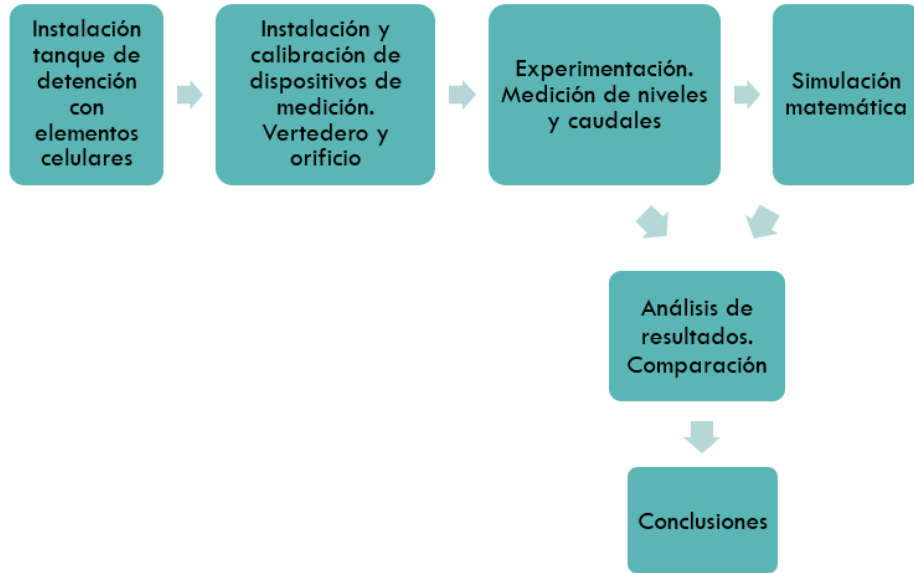 Instalación
tanque de
detención
con
elementos
celulares
Instalación y
calibración de
dispositivos de
medición.
Vertedero y
orificio
Experimentación.
Medición de niveles
y caudales
Simulación
matemática
Análisis de
resultados.
Comparación
Conclusiones